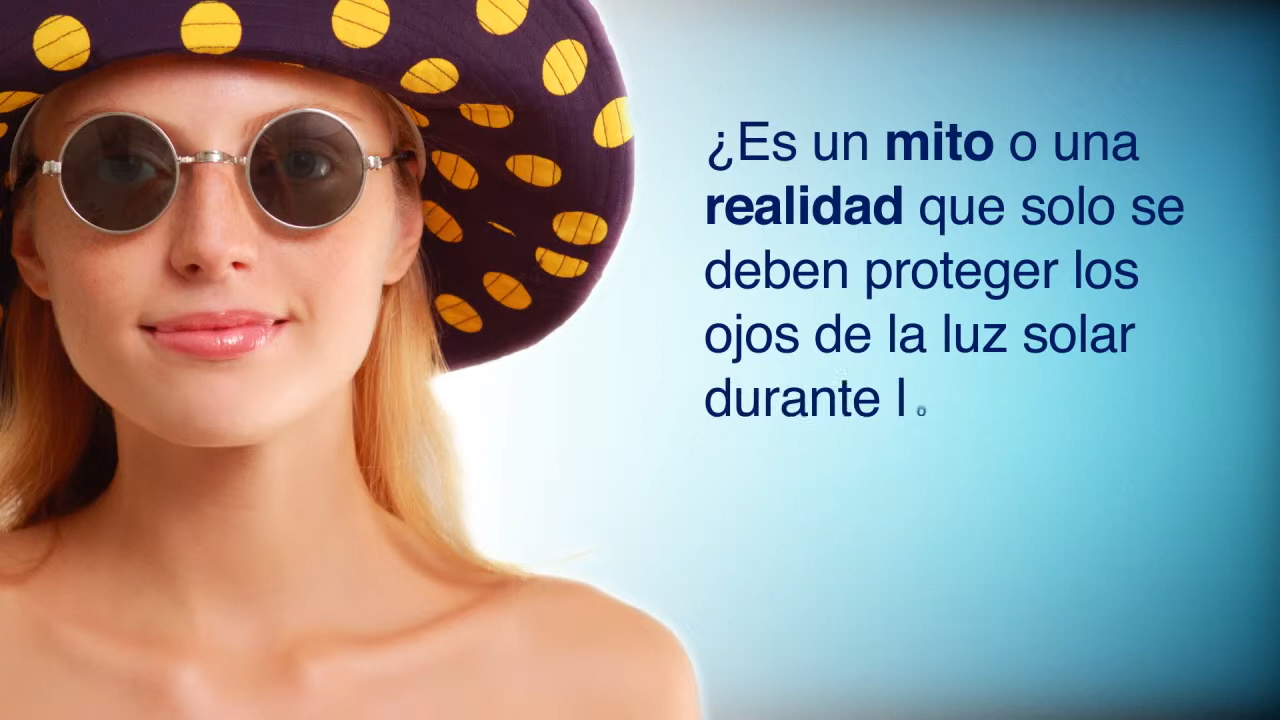 ¿Es un mito o una
realidad que solo se
deben proteger los
ojos de la luz solar
durante l